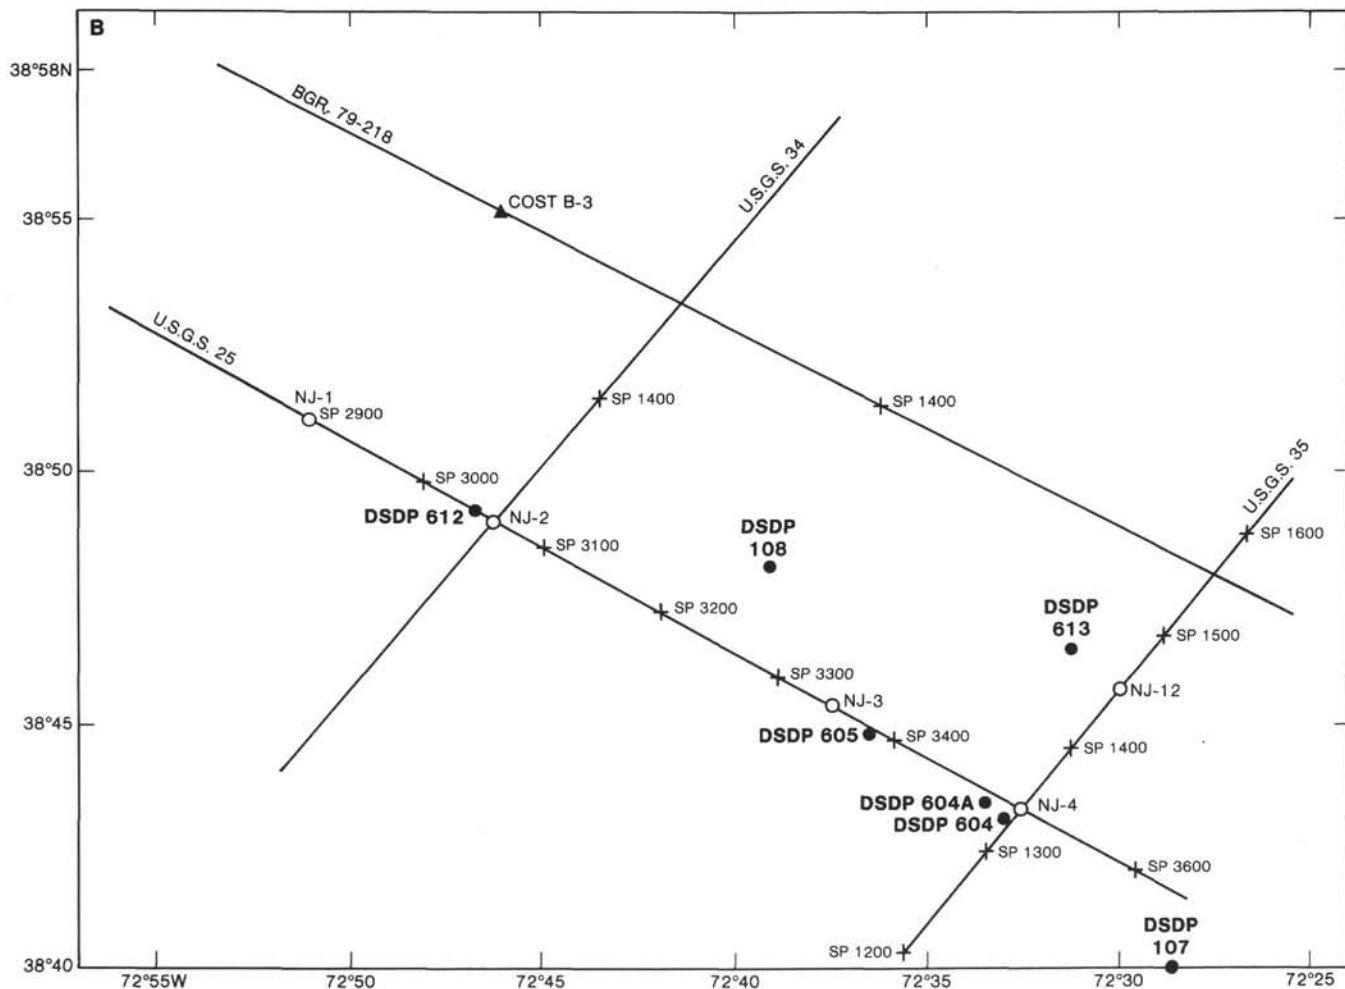 B
38°58N
BGR, 79-218
U.S.G.S. 34
COST B-3
38°55
U.S.G.S. 25
NJ-1
SP 2900
SP 1400
SP 1400
38°50
SP 3000
U.S.G.S. 35
DSDP 612
NJ-2
DSDP
108
SP 1600
SP 3100
SP 3200
DSDP
613
SP 1500
SP 3300
NJ-3
NJ-12
38°45
DSDP 605
SP 3400
SP 1400
DSDP 604A
NJ-4
DSDP 604
SP 1300
SP 3600
DSDP
107
SP 1200
38°40
72°55W
72°50
72°45
72°40
72°35
72°30
72°25